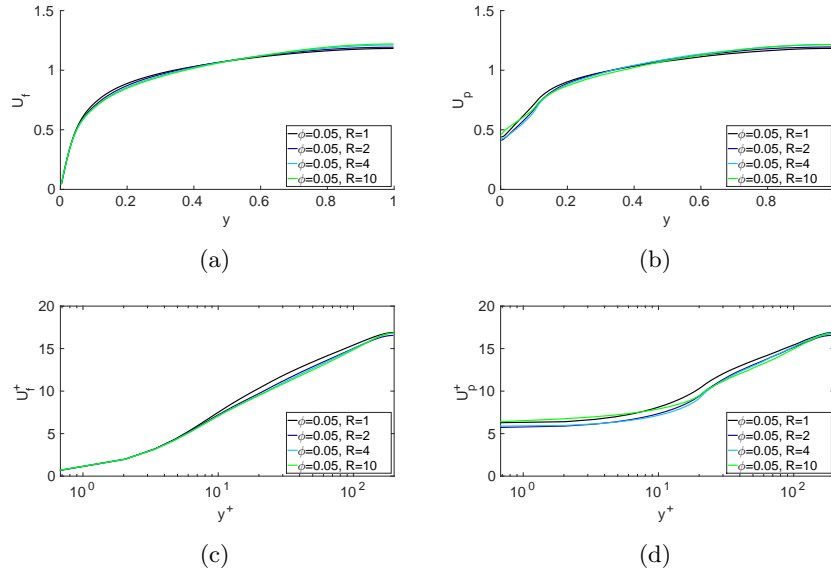 1.5
1
0.5
0
U_f
0 0.2 0.4 0.6 0.8 1
y
ϕ=0.05, R=1
ϕ=0.05, R=2
ϕ=0.05, R=4
ϕ=0.05, R=10
(a)
1.5
1
0.5
0
U_p
0 0.2 0.4 0.6 0.8
y
ϕ=0.05, R=1
ϕ=0.05, R=2
ϕ=0.05, R=4
ϕ=0.05, R=10
(b)
20
15
10
5
0
U_f^+
10^0 10^1 10^2
y^+
ϕ=0.05, R=1
ϕ=0.05, R=2
ϕ=0.05, R=4
ϕ=0.05, R=10
(c)
20
15
10
5
0
U_p^+
10^0 10^1 10^2
y^+
ϕ=0.05, R=1
ϕ=0.05, R=2
ϕ=0.05, R=4
ϕ=0.05, R=10
(d)